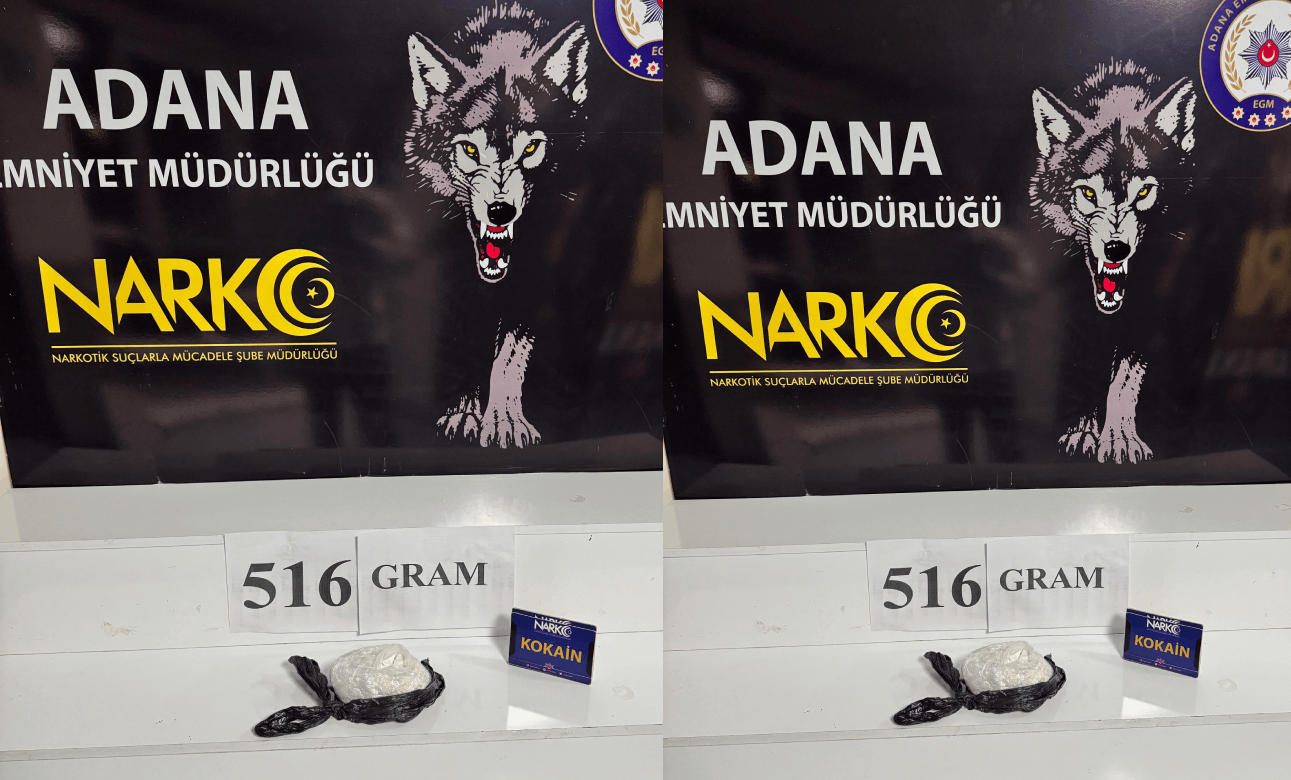 ADANA
EMNİYET MÜDÜRLÜĞÜ
NARKO
NARKOTİK SUÇLARLA MÜCADELE ŞUBE MÜDÜRLÜĞÜ
516 GRAM
NARKO
KOKAİN
ADANA
EGM
EMNİYET MÜDÜRLÜĞÜ
NARKO
NARKOTİK SUÇLARLA MÜCADELE ŞUBE MÜDÜRLÜĞÜ
516 GRAM
NARKO
KOKAİN